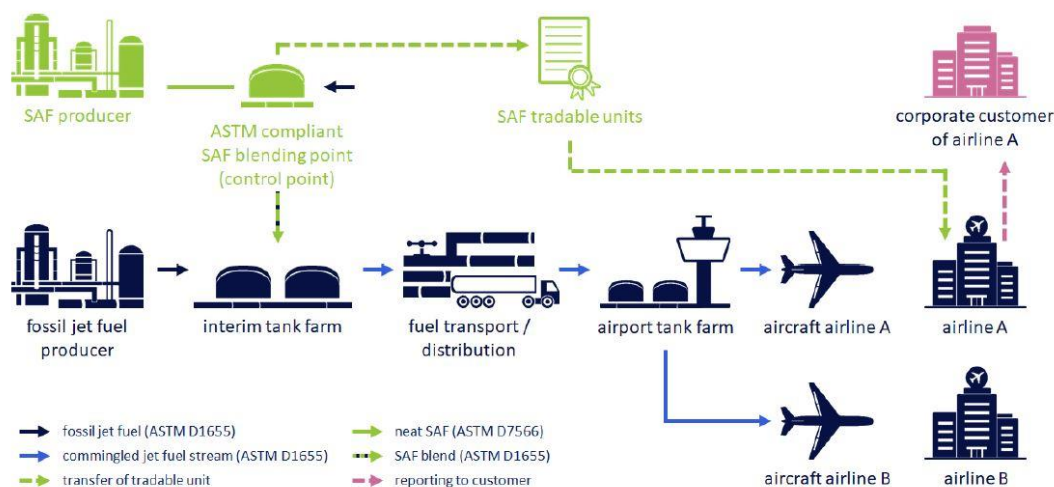 SAF producer
ASTM compliant
SAF blending point
(control point)
SAF tradable units
corporate customer
of airline A
fossil jet fuel
producer
interim tank farm
fuel transport /
distribution
airport tank farm
aircraft airline A
airline A
fossil jet fuel (ASTM D1655)
commingled jet fuel stream (ASTM D1655)
transfer of tradable unit
neat SAF (ASTM D7566)
SAF blend (ASTM D1655)
reporting to customer
aircraft airline B
airline B